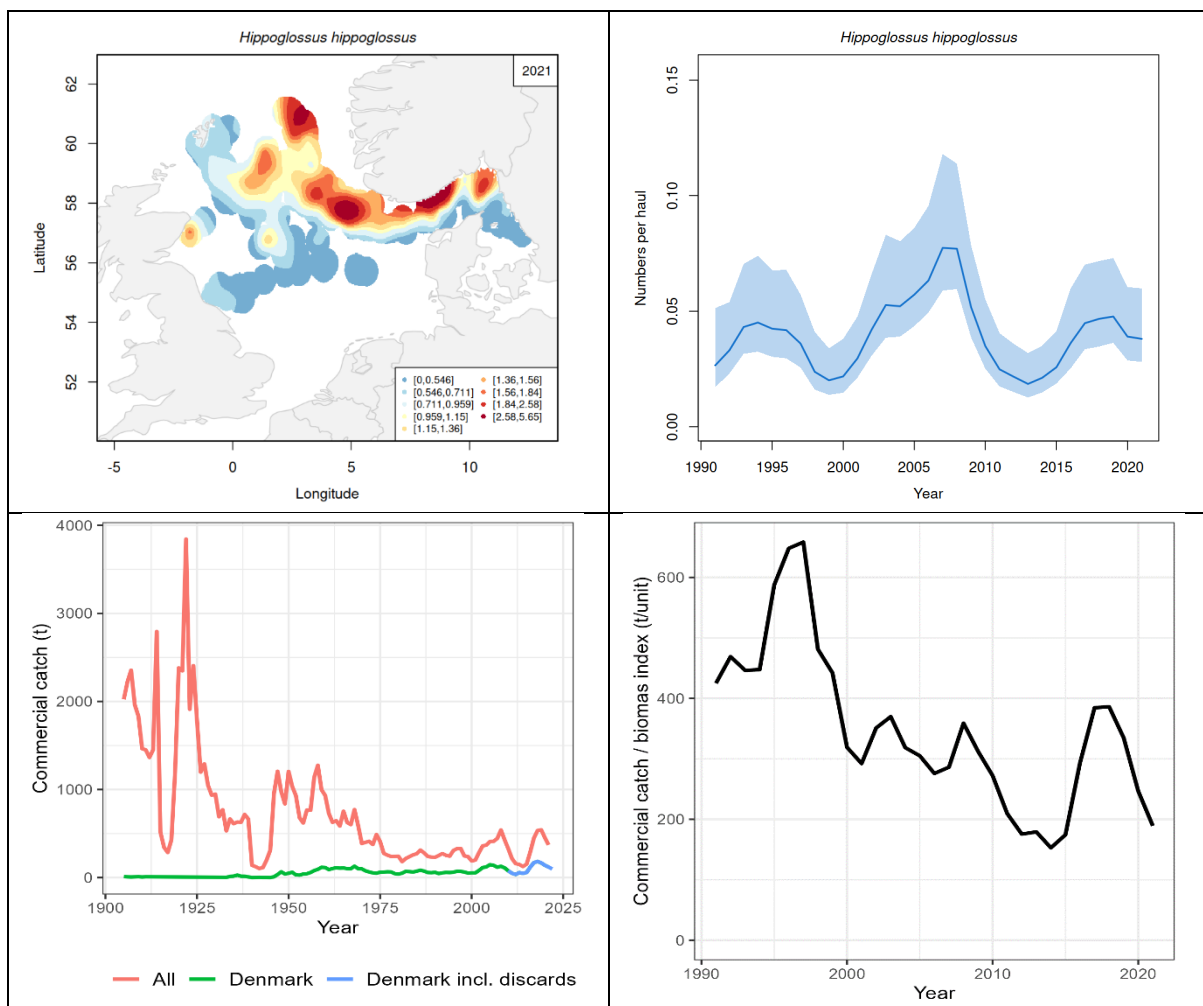 Hippoglossus hippoglossus
2021
62
60
58
56
54
52
Latitude
[0,0.546]
[0.546,0.711]
[0.711,0.959]
[0.959,1.15]
[1.15,1.36]
[1.36,1.56]
[1.56,1.84]
[1.84,2.58]
[2.58,5.65]
-5 0 5 10
Longitude
Hippoglossus hippoglossus
0.15
0.10
0.05
0.00
Numbers per haul
1990 1995 2000 2005 2010 2015 2020
Year
4000
3000
2000
1000
0
Commercial catch (t)
1900 1925 1950 1975 2000 2025
Year
All Denmark Denmark incl. discards
600
400
200
0
Commercial catch / biomas index (t/unit)
1990 2000 2010 2020
Year